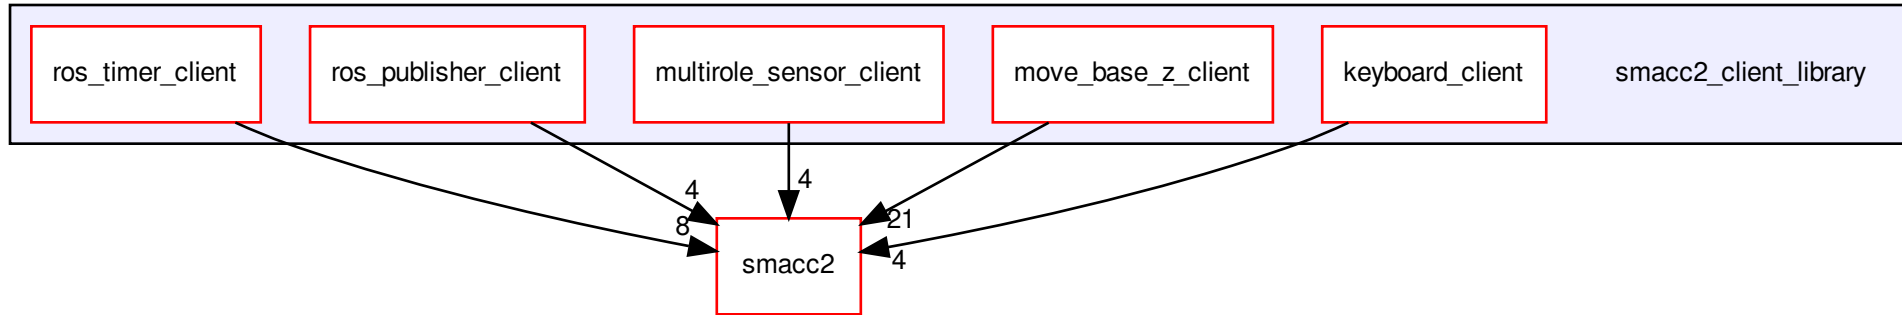 ros_timer_client
ros_publisher_client
multirole_sensor_client
move_base_z_client
keyboard_client
smacc2_client_library
4
4
8
21
4
smacc2